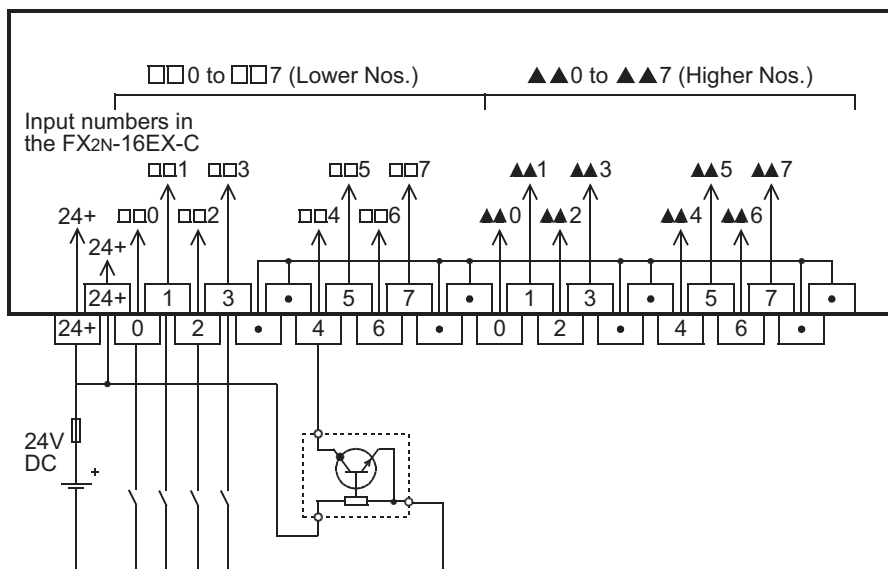 □□0 to □□7 (Lower Nos.) ▲▲0 to ▲▲7 (Higher Nos.)
Input numbers in
the FX2N-16EX-C
□□1 □□3 □□5 □□7 ▲▲1 ▲▲3 ▲▲5 ▲▲7
24+ □□0 □□2 □□4 □□6 ▲▲0 ▲▲2 ▲▲4 ▲▲6
24+
24+ 1 3 • 5 7 • 1 3 • 5 7 •
24+ 0 2 • 4 6 • 0 2 • 4 6 •
24V
DC
+